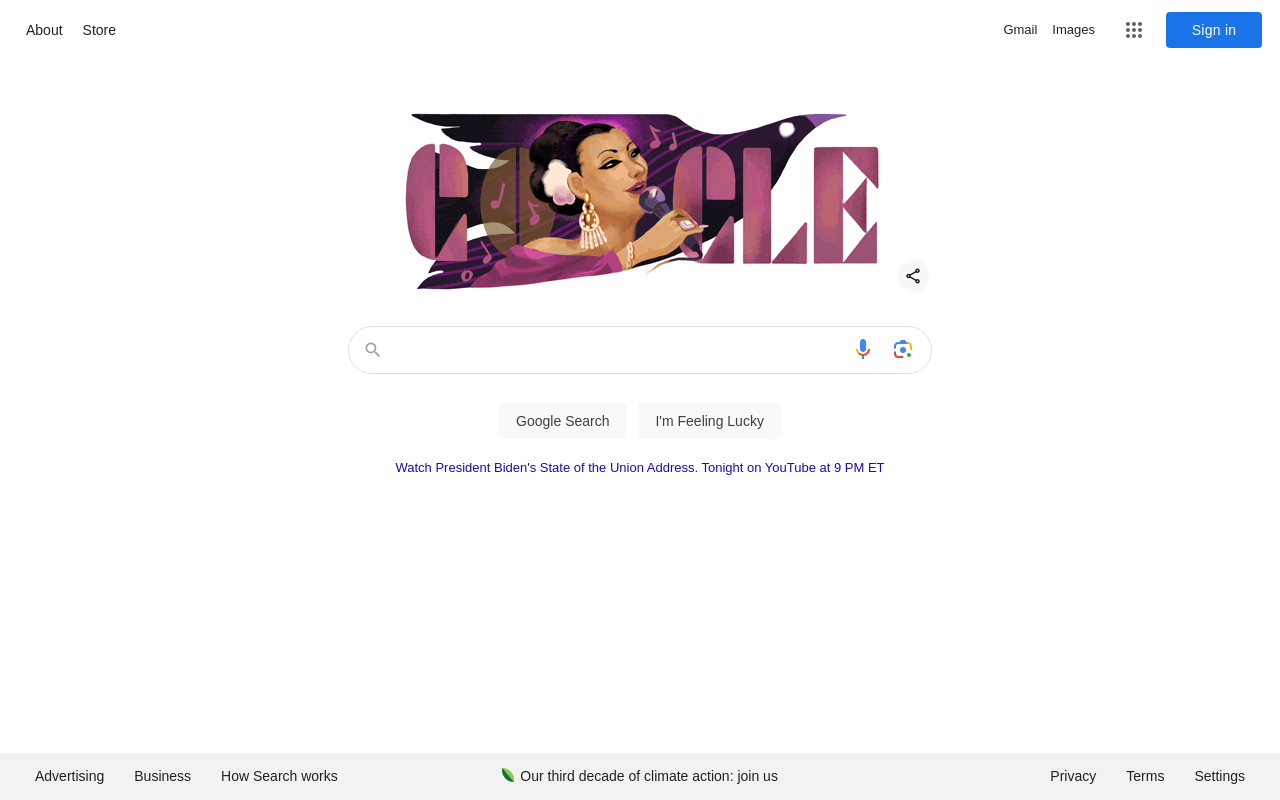 About Store Gmail Images Sign in
Google Search I'm Feeling Lucky
Watch President Biden's State of the Union Address. Tonight on YouTube at 9 PM ET
Advertising Business How Search works Our third decade of climate action: join us Privacy Terms Settings